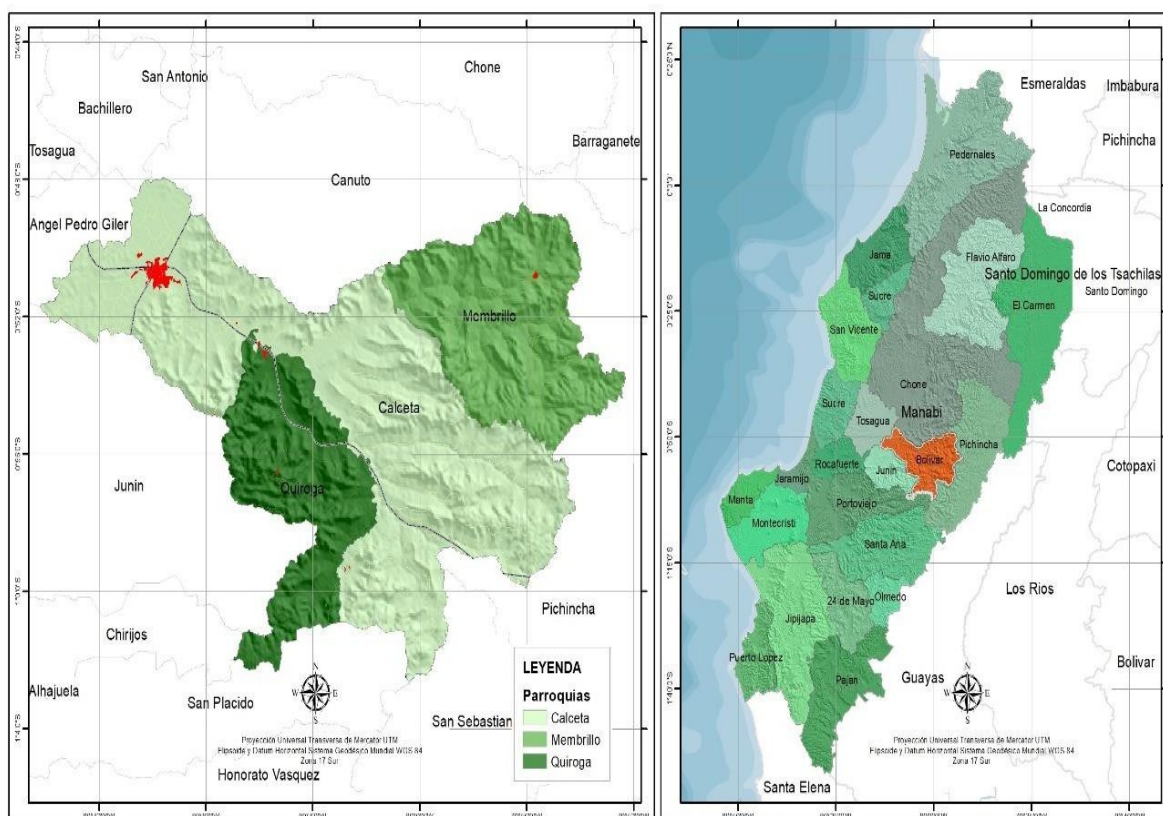 San Antonio
Chone
Bachillero
Barraganete
Tosagua
Canuto
Angel Pedro Giler
Membrillo
Calceta
Quiroga
Junin
Pichincha
Chirijos
Alhajuela
San Placido
San Sebastian
Honorato Vasquez
N
W E
S
LEYENDA
Parroquias
Calceta
Membrillo
Quiroga
Proyección Universal Transversa de Mercator UTM
Flipsoide y Datum Horizontal Sistema Geodésico Mundial WGS 84
Zona 17 Sur
Esmeraldas
Imbabura
Pichincha
Pedernales
La Concordia
Jama
Flavio Alfaro
Santo Domingo de los Tsachilas
Santo Domingo
Sucre
El Carmen
San Vicente
Chone
Manabi
Sucre
Tosagua
Pichincha
Bolivar
Rocafuerte
Junin
Cotopaxi
Jaramijo
Manta
Portoviejo
Montecristi
Santa Ana
Los Rios
24 de Mayo
Olmedo
Jipijapa
Puerto Lopez
Pajan
Guayas
Bolivar
N
W E
S
Proyección Universal Transversa de Mercator UTM
Flipsoide y Datum Horizontal Sistema Geodésico Mundial WGS 84
Zona 17 Sur
Santa Elena